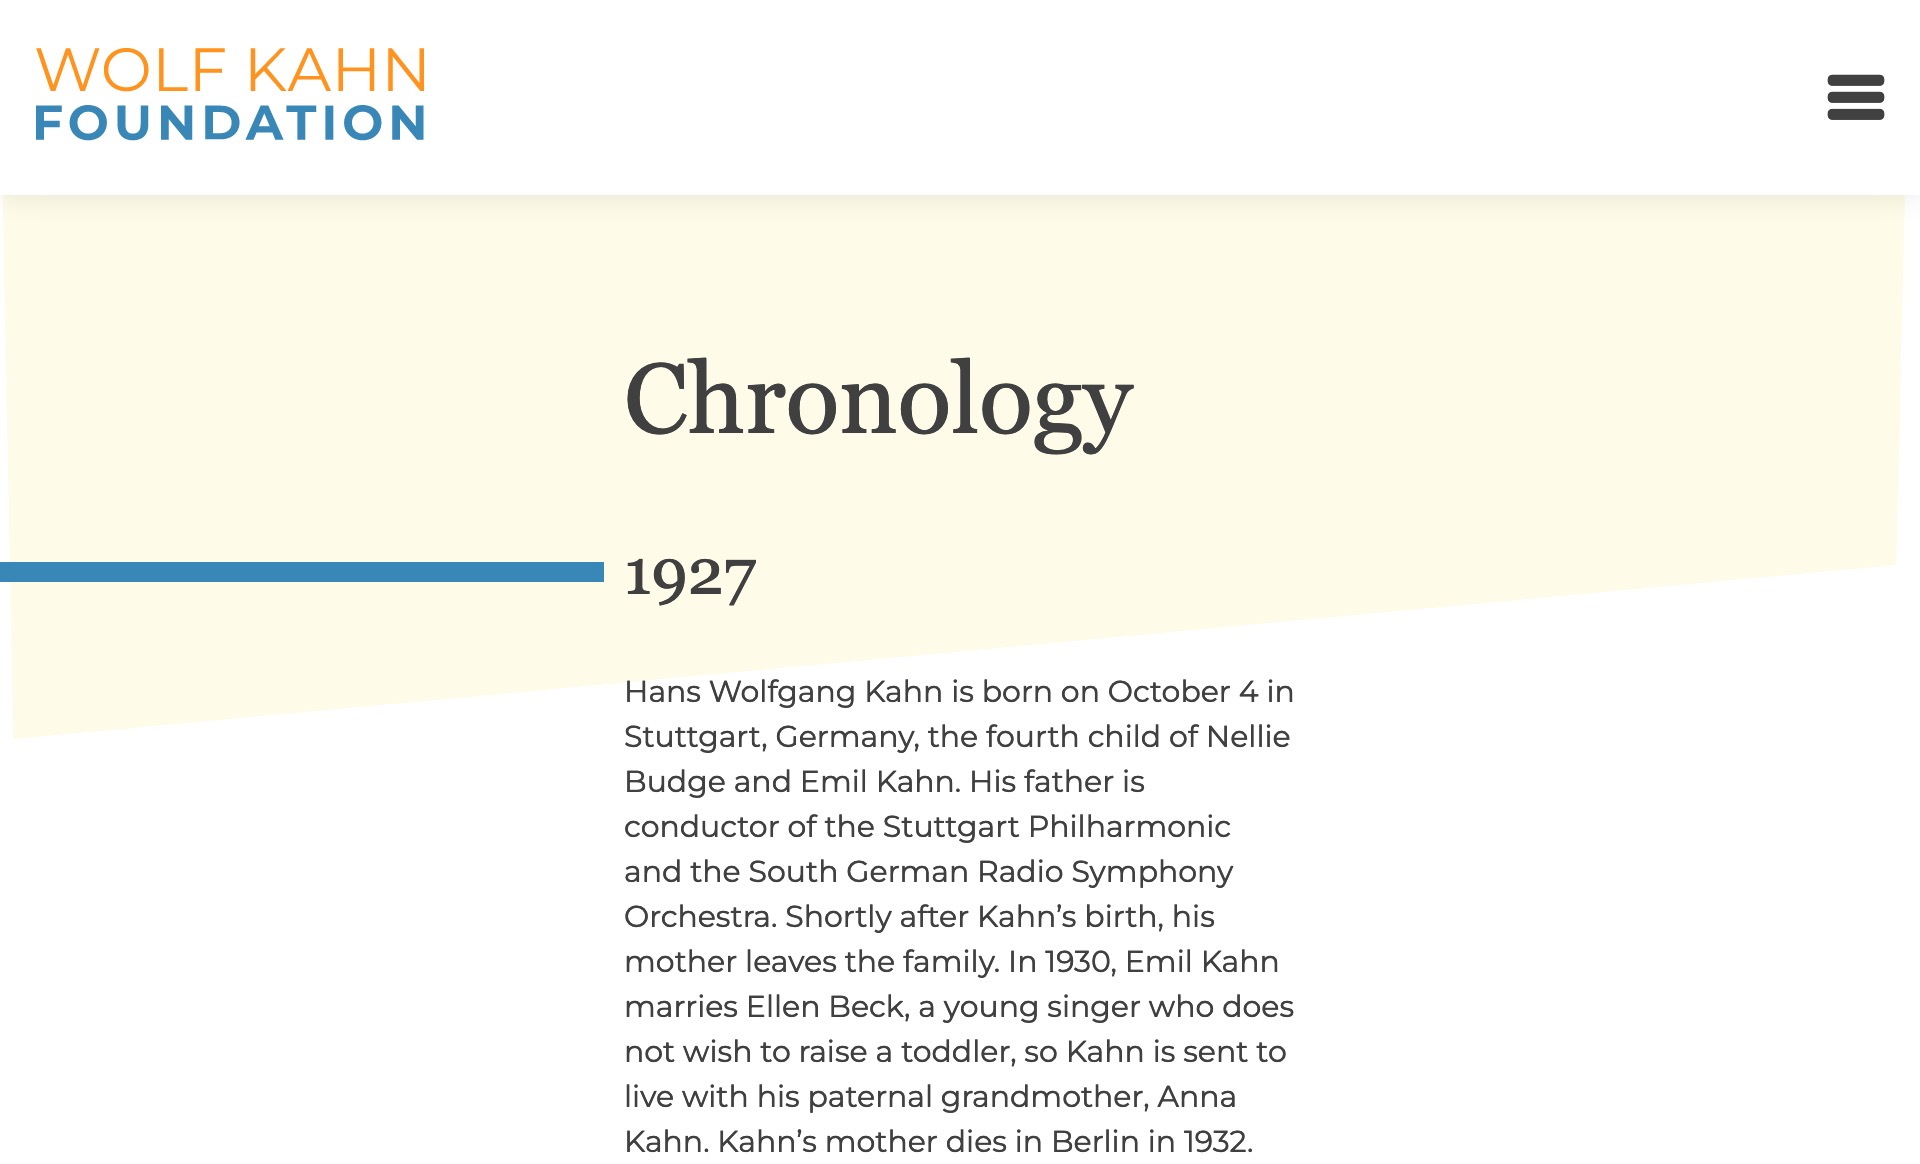 WOLF KAHN
FOUNDATION
Chronology
1927
Hans Wolfgang Kahn is born on October 4 in
Stuttgart, Germany, the fourth child of Nellie
Budge and Emil Kahn. His father is
conductor of the Stuttgart Philharmonic
and the South German Radio Symphony
Orchestra. Shortly after Kahn’s birth, his
mother leaves the family. In 1930, Emil Kahn
marries Ellen Beck, a young singer who does
not wish to raise a toddler, so Kahn is sent to
live with his paternal grandmother, Anna
Kahn. Kahn’s mother dies in Berlin in 1932.